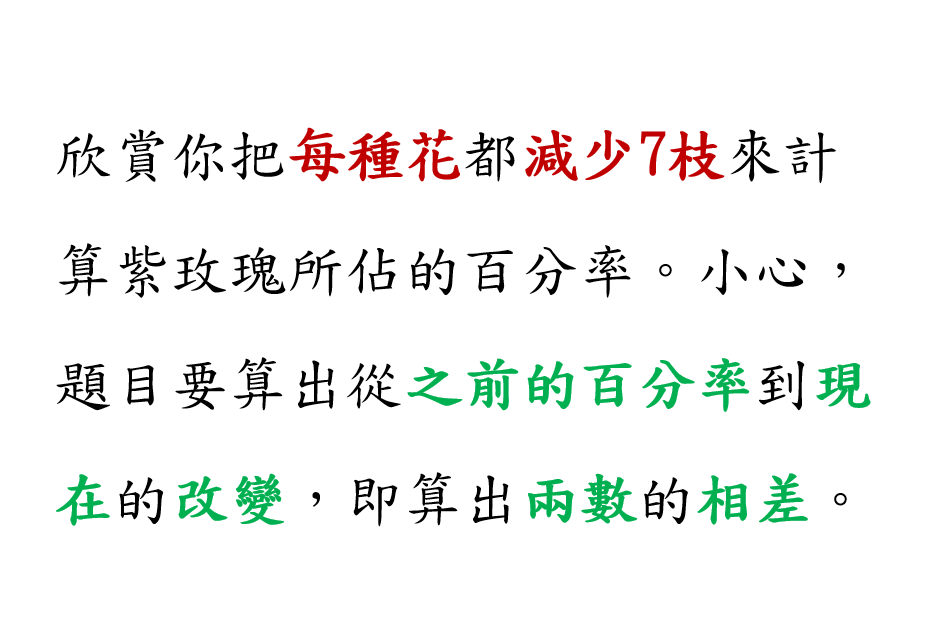 欣賞你把每種花都減少7枝來計
算紫玫瑰所佔的百分率。小心，
題目要算出從之前的百分率到現
在的改變，即算出兩數的相差。